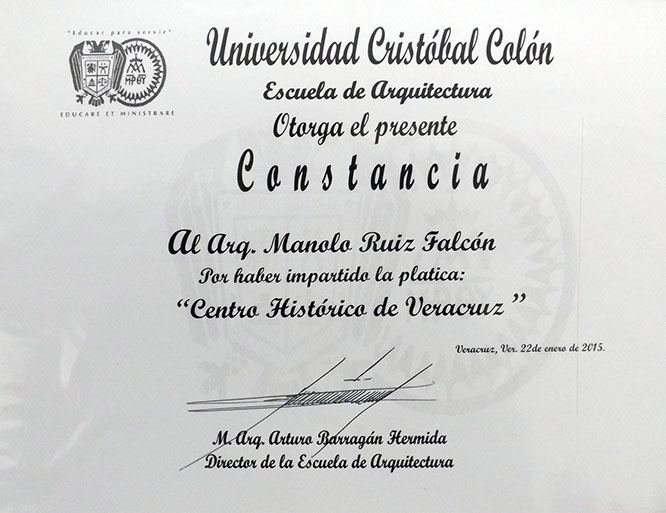 "Educar para servir"
EDUCARE ET MINISTRARE
Universidad Cristóbal Colón
Escuela de Arquitectura
Otorga el presente
Constancia
Al Arq. Manolo Ruiz Falcón
Por haber impartido la platica:
“Centro Histórico de Veracruz ”
Veracruz, Ver. 22de enero de 2015.
M. Arq. Arturo Barragán Hermida
Director de la Escuela de Arquitectura